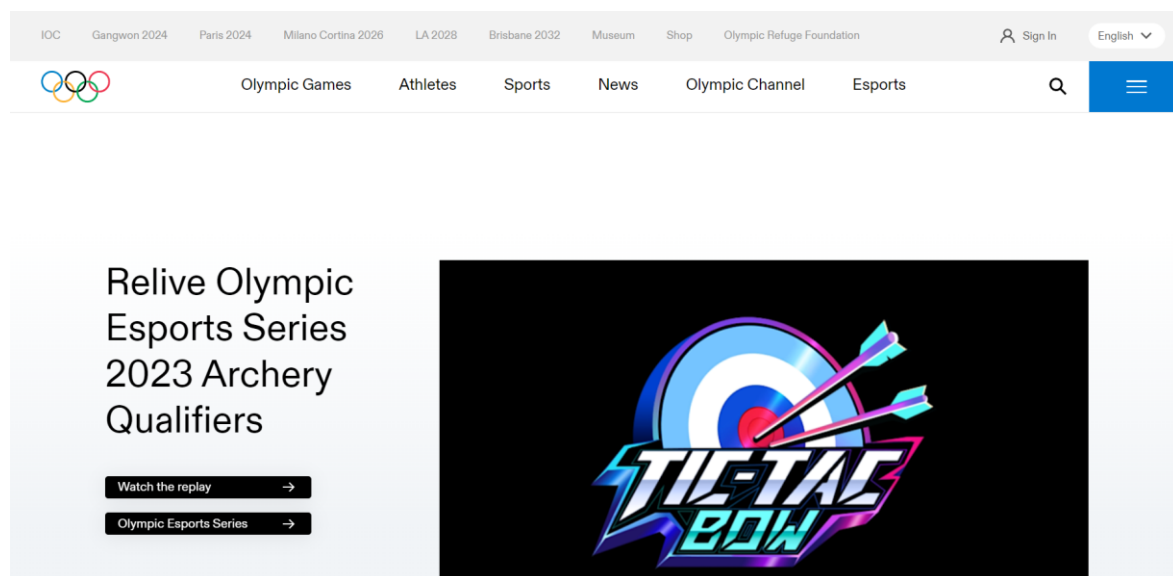 IOC Gangwon 2024 Paris 2024 Milano Cortina 2026 LA 2028 Brisbane 2032 Museum Shop Olympic Refuge Foundation Sign In English
Olympic Games Athletes Sports News Olympic Channel Esports
Relive Olympic
Esports Series
2023 Archery
Qualifiers
Watch the replay
Olympic Esports Series
TIC-TAC
BOW